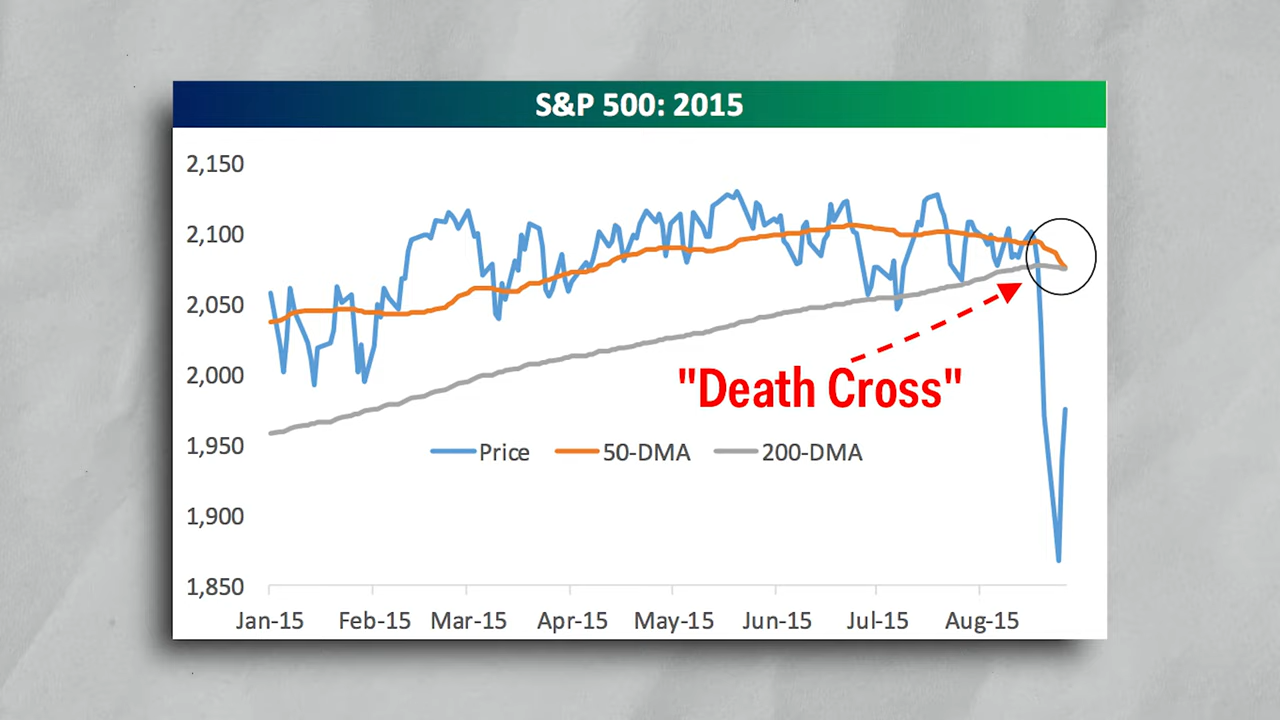 S&P 500: 2015
2,150
2,100
2,050
2,000
1,950
1,900
1,850
"Death Cross"
Price 50-DMA 200-DMA
Jan-15 Feb-15 Mar-15 Apr-15 May-15 Jun-15 Jul-15 Aug-15